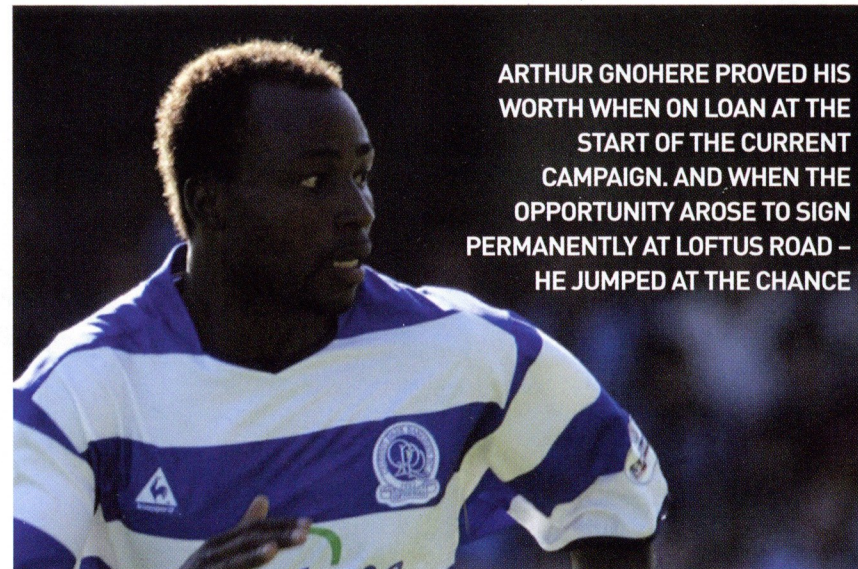 ARTHUR GNOHERE PROVED HIS
WORTH WHEN ON LOAN AT THE
START OF THE CURRENT
CAMPAIGN. AND WHEN THE
OPPORTUNITY AROSE TO SIGN
PERMANENTLY AT LOFTUS ROAD –
HE JUMPED AT THE CHANCE